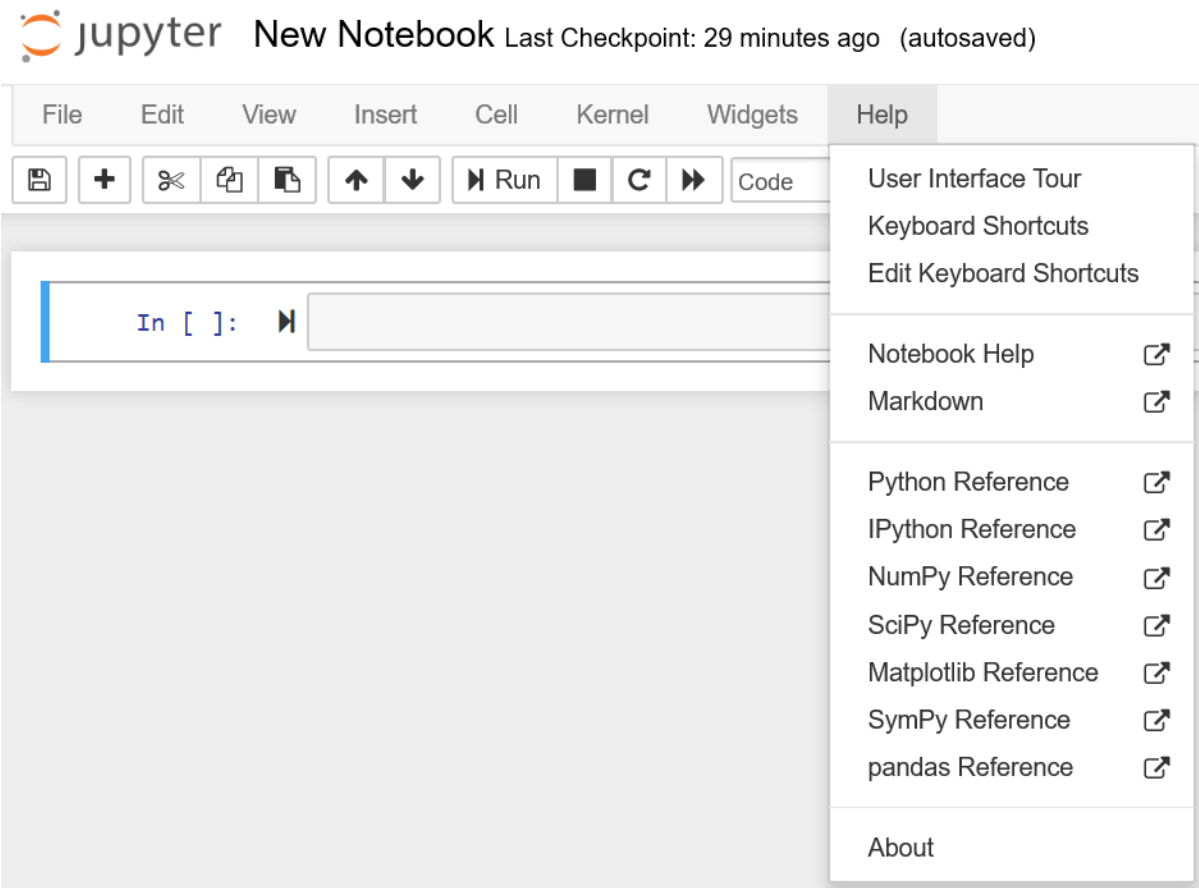 jupyter New Notebook Last Checkpoint: 29 minutes ago (autosaved)
File Edit View Insert Cell Kernel Widgets Help
Run Code
In [ ]:
User Interface Tour
Keyboard Shortcuts
Edit Keyboard Shortcuts
Notebook Help
Markdown
Python Reference
IPython Reference
NumPy Reference
SciPy Reference
Matplotlib Reference
SymPy Reference
pandas Reference
About